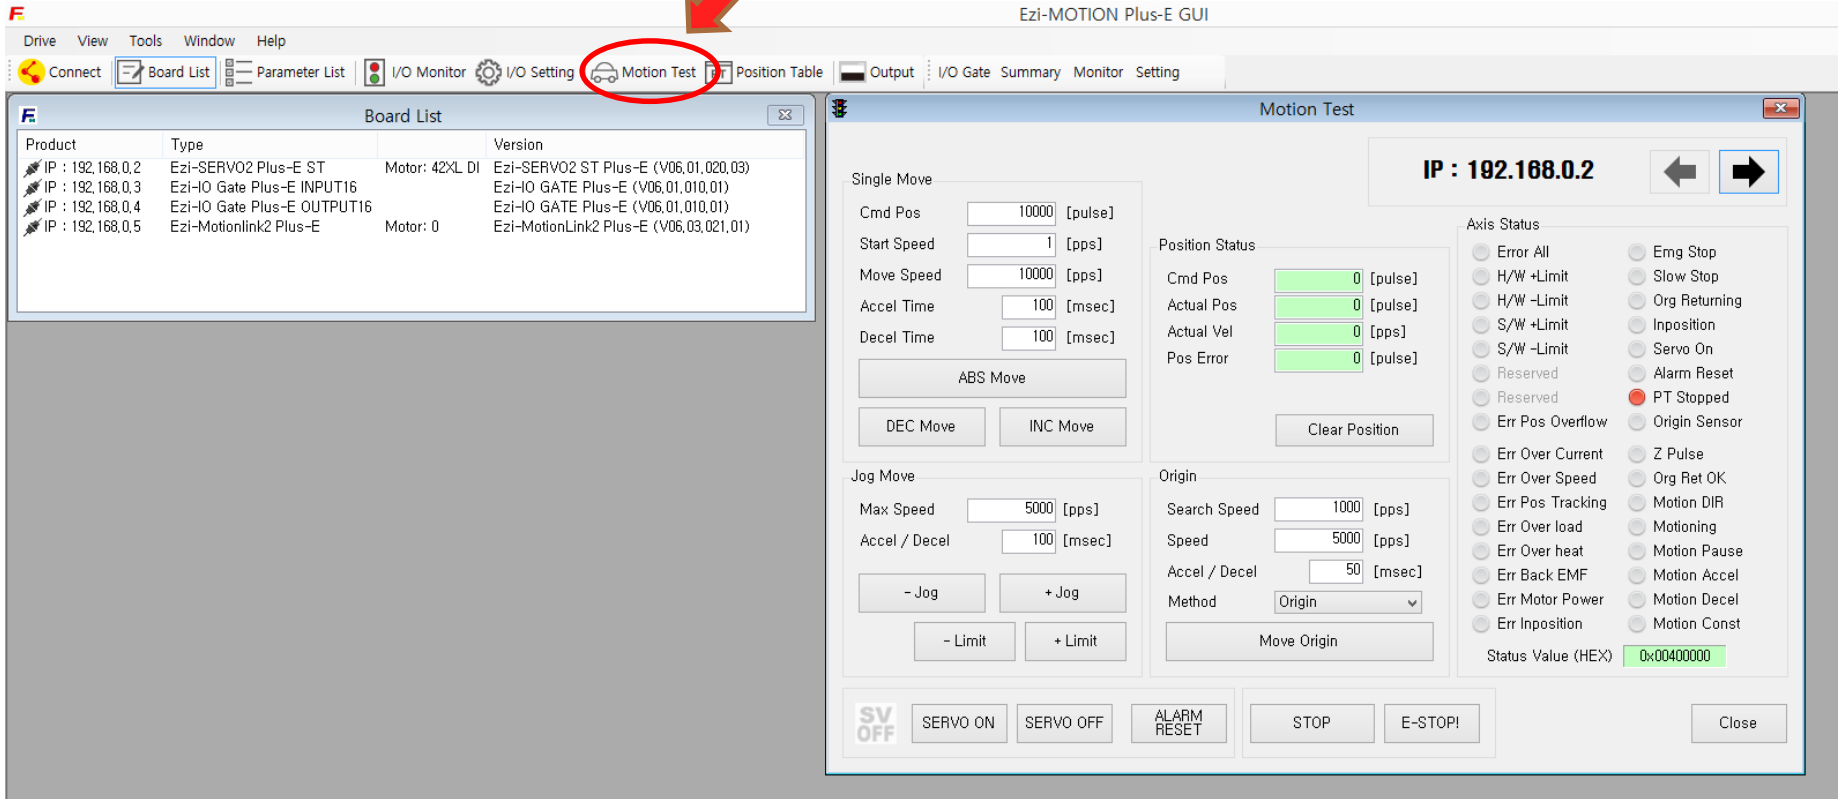 Ezi-MOTION Plus-E GUI
Drive View Tools Window Help
Connect Board List Parameter List I/O Monitor I/O Setting Motion Test PT Position Table Output I/O Gate Summary Monitor Setting
Board List
Product Type Version
IP : 192,168,0,2 Ezi-SERVO2 Plus-E ST Motor: 42XL DI Ezi-SERVO2 ST Plus-E (V06,01,020,03)
IP : 192,168,0,3 Ezi-IO Gate Plus-E INPUT16 Ezi-IO GATE Plus-E (V06,01,010,01)
IP : 192,168,0,4 Ezi-IO Gate Plus-E OUTPUT16 Ezi-IO GATE Plus-E (V06,01,010,01)
IP : 192,168,0,5 Ezi-Motionlink2 Plus-E Motor: 0 Ezi-MotionLink2 Plus-E (V06,03,021,01)
Motion Test
IP : 192.168.0.2
Single Move
Cmd Pos 10000 [pulse]
Start Speed 1 [pps]
Move Speed 10000 [pps]
Accel Time 100 [msec]
Decel Time 100 [msec]
ABS Move
DEC Move INC Move
Position Status
Cmd Pos 0 [pulse]
Actual Pos 0 [pulse]
Actual Vel 0 [pps]
Pos Error 0 [pulse]
Clear Position
Jog Move
Max Speed 5000 [pps]
Accel / Decel 100 [msec]
- Jog + Jog
- Limit + Limit
Origin
Search Speed 1000 [pps]
Speed 5000 [pps]
Accel / Decel 50 [msec]
Method Origin
Move Origin
Axis Status
Error All Emg Stop
H/W +Limit Slow Stop
H/W -Limit Org Returning
S/W +Limit Inposition
S/W -Limit Servo On
Reserved Alarm Reset
Reserved PT Stopped
Err Pos Overflow Origin Sensor
Err Over Current Z Pulse
Err Over Speed Org Ret OK
Err Pos Tracking Motion DIR
Err Over load Motioning
Err Over heat Motion Pause
Err Back EMF Motion Accel
Err Motor Power Motion Decel
Err Inposition Motion Const
Status Value (HEX) 0x00400000
SV OFF SERVO ON SERVO OFF ALARM RESET STOP E-STOP! Close